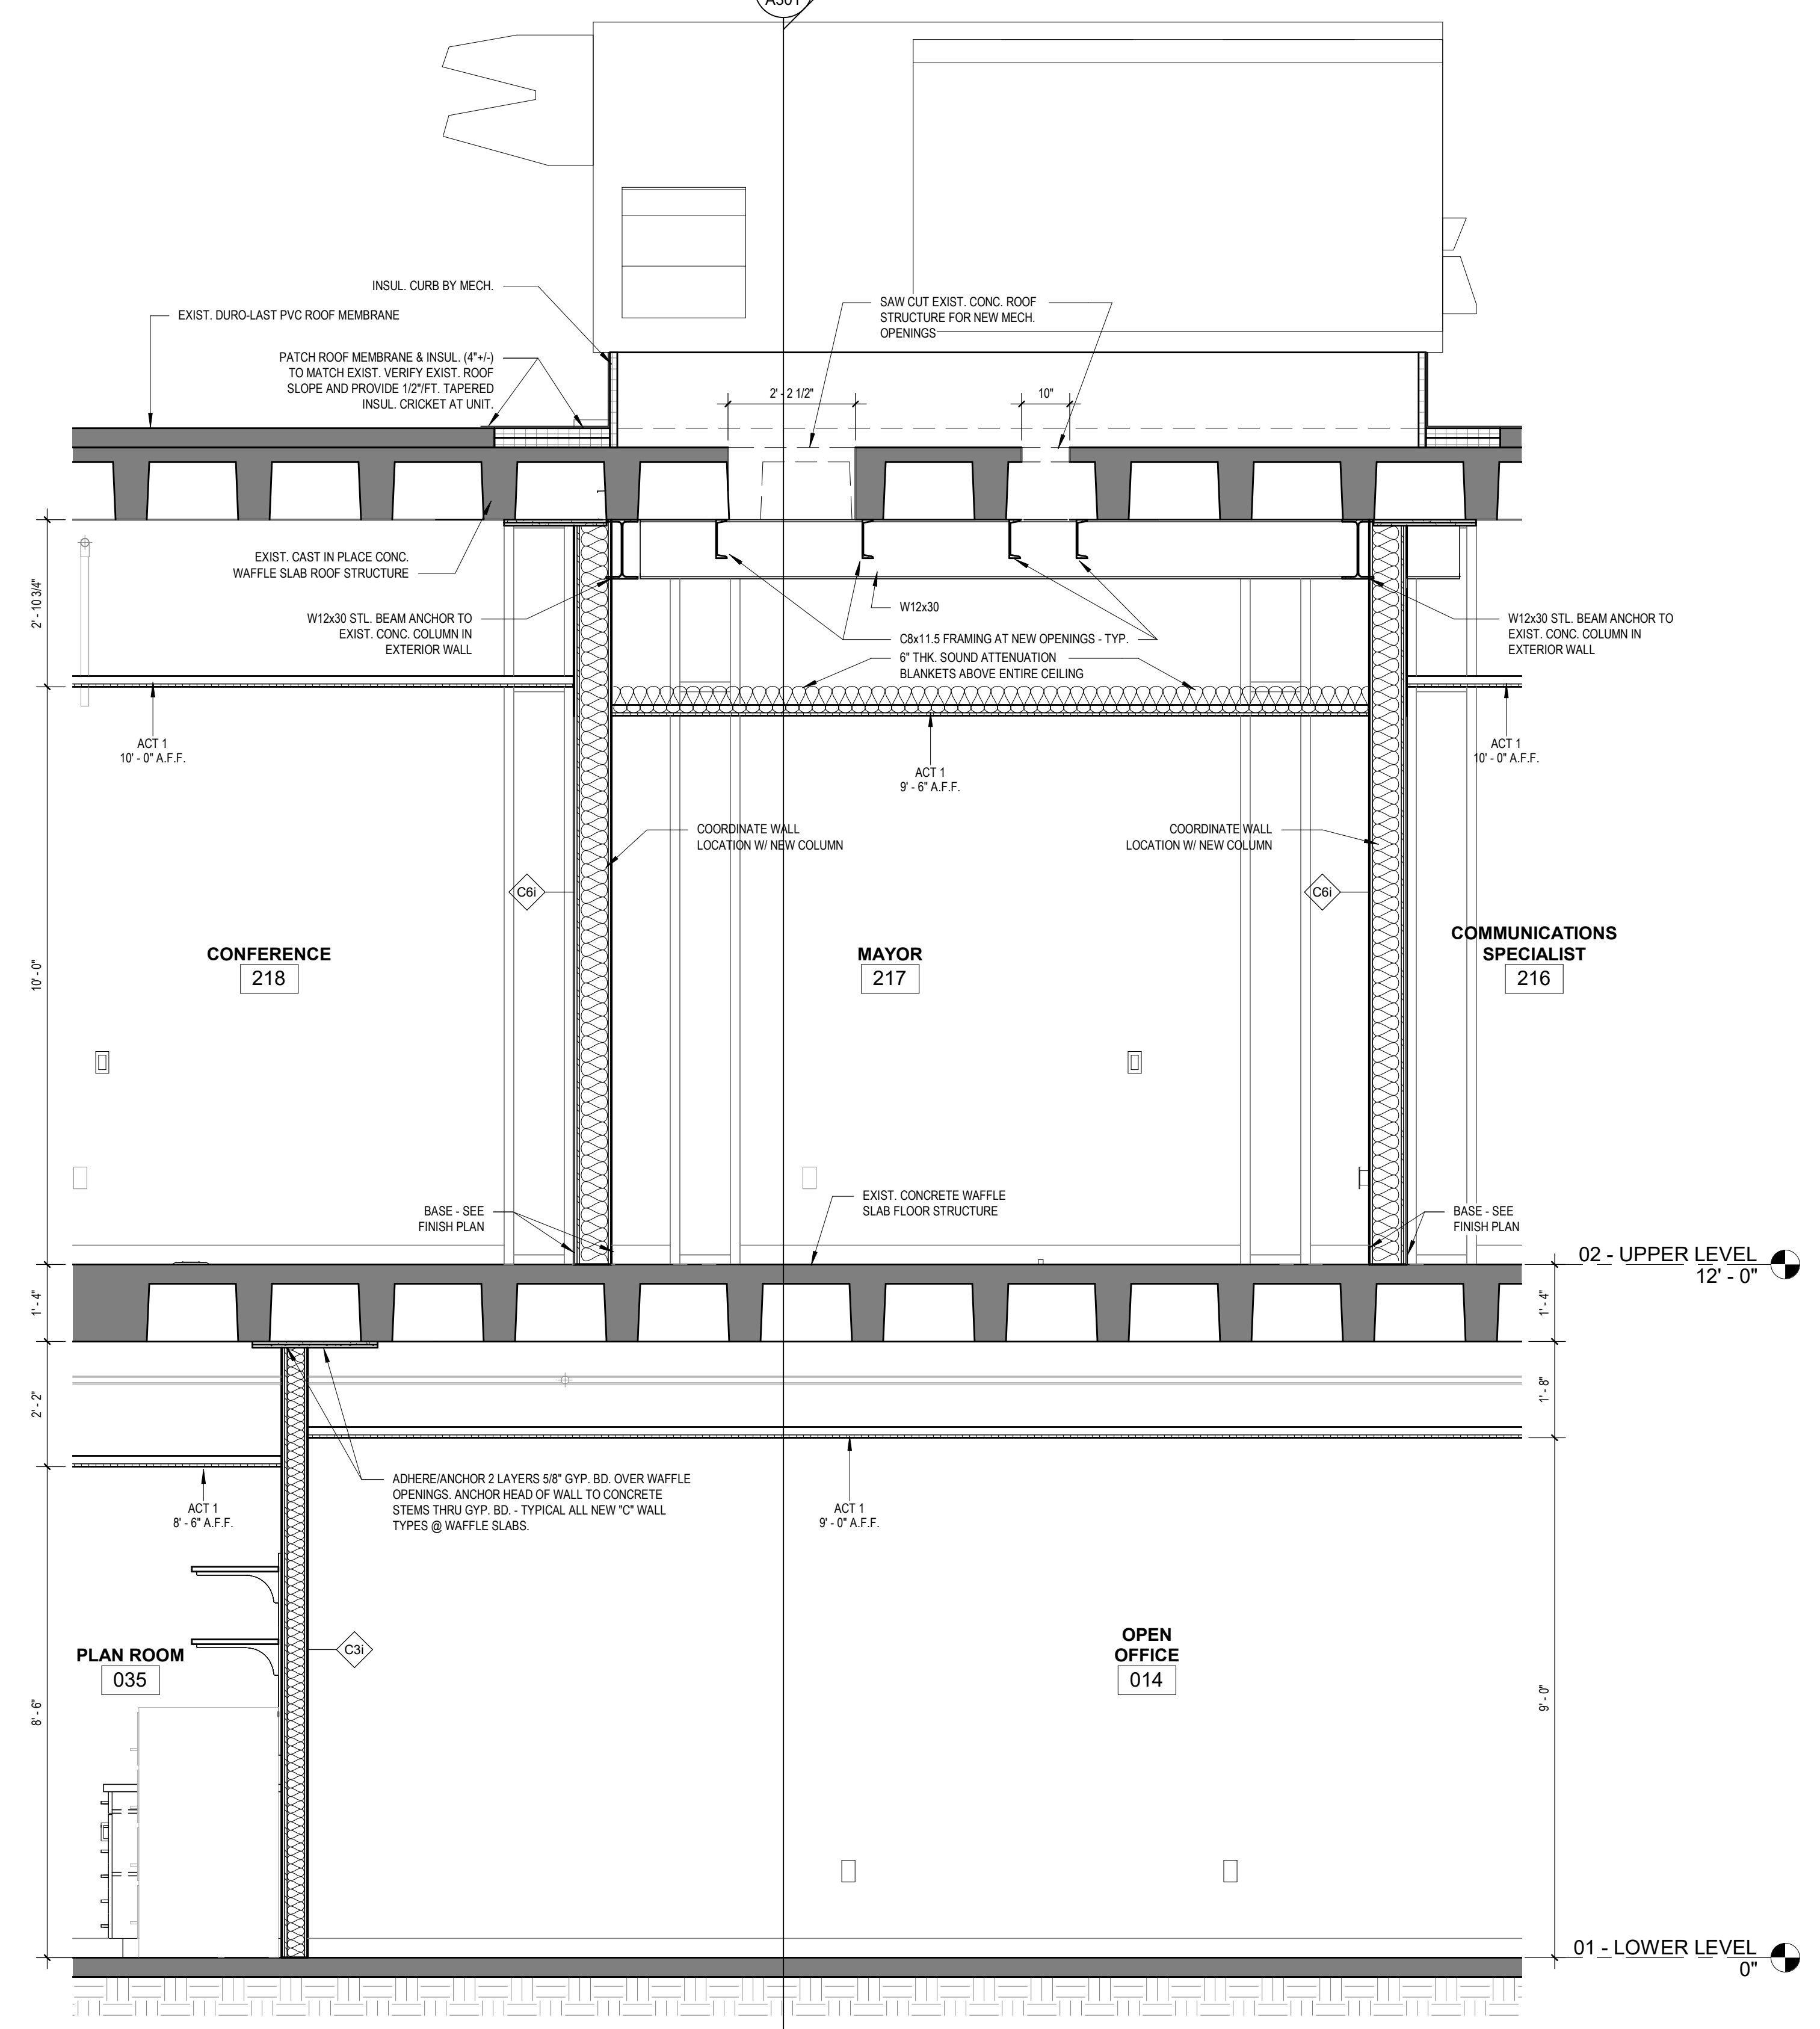 A301
INSUL. CURB BY MECH.
EXIST. DURO-LAST PVC ROOF MEMBRANE
PATCH ROOF MEMBRANE & INSUL. (4"+/-)
TO MATCH EXIST. VERIFY EXIST. ROOF
SLOPE AND PROVIDE 1/2"/FT. TAPERED
INSUL. CRICKET AT UNIT.
SAW CUT EXIST. CONC. ROOF
STRUCTURE FOR NEW MECH.
OPENINGS
2' - 2 1/2"
10"
EXIST. CAST IN PLACE CONC.
WAFFLE SLAB ROOF STRUCTURE
2' - 10 3/4"
W12x30 STL. BEAM ANCHOR TO
EXIST. CONC. COLUMN IN
EXTERIOR WALL
W12x30
C8x11.5 FRAMING AT NEW OPENINGS - TYP.
6" THK. SOUND ATTENUATION
BLANKETS ABOVE ENTIRE CEILING
W12x30 STL. BEAM ANCHOR TO
EXIST. CONC. COLUMN IN
EXTERIOR WALL
ACT 1
10' - 0" A.F.F.
ACT 1
9' - 6" A.F.F.
ACT 1
10' - 0" A.F.F.
COORDINATE WALL
LOCATION W/ NEW COLUMN
COORDINATE WALL
LOCATION W/ NEW COLUMN
C6i
C6i
10' - 0"
CONFERENCE
218
MAYOR
217
COMMUNICATIONS
SPECIALIST
216
BASE - SEE
FINISH PLAN
EXIST. CONCRETE WAFFLE
SLAB FLOOR STRUCTURE
BASE - SEE
FINISH PLAN
02 - UPPER LEVEL
12' - 0"
1' - 4"
1' - 4"
2' - 2"
1' - 8"
ADHERE/ANCHOR 2 LAYERS 5/8" GYP. BD. OVER WAFFLE
OPENINGS. ANCHOR HEAD OF WALL TO CONCRETE
STEMS THRU GYP. BD. - TYPICAL ALL NEW "C" WALL
TYPES @ WAFFLE SLABS.
ACT 1
8' - 6" A.F.F.
ACT 1
9' - 0" A.F.F.
PLAN ROOM
035
C3i
OPEN
OFFICE
014
8' - 6"
9' - 0"
01 - LOWER LEVEL
0"